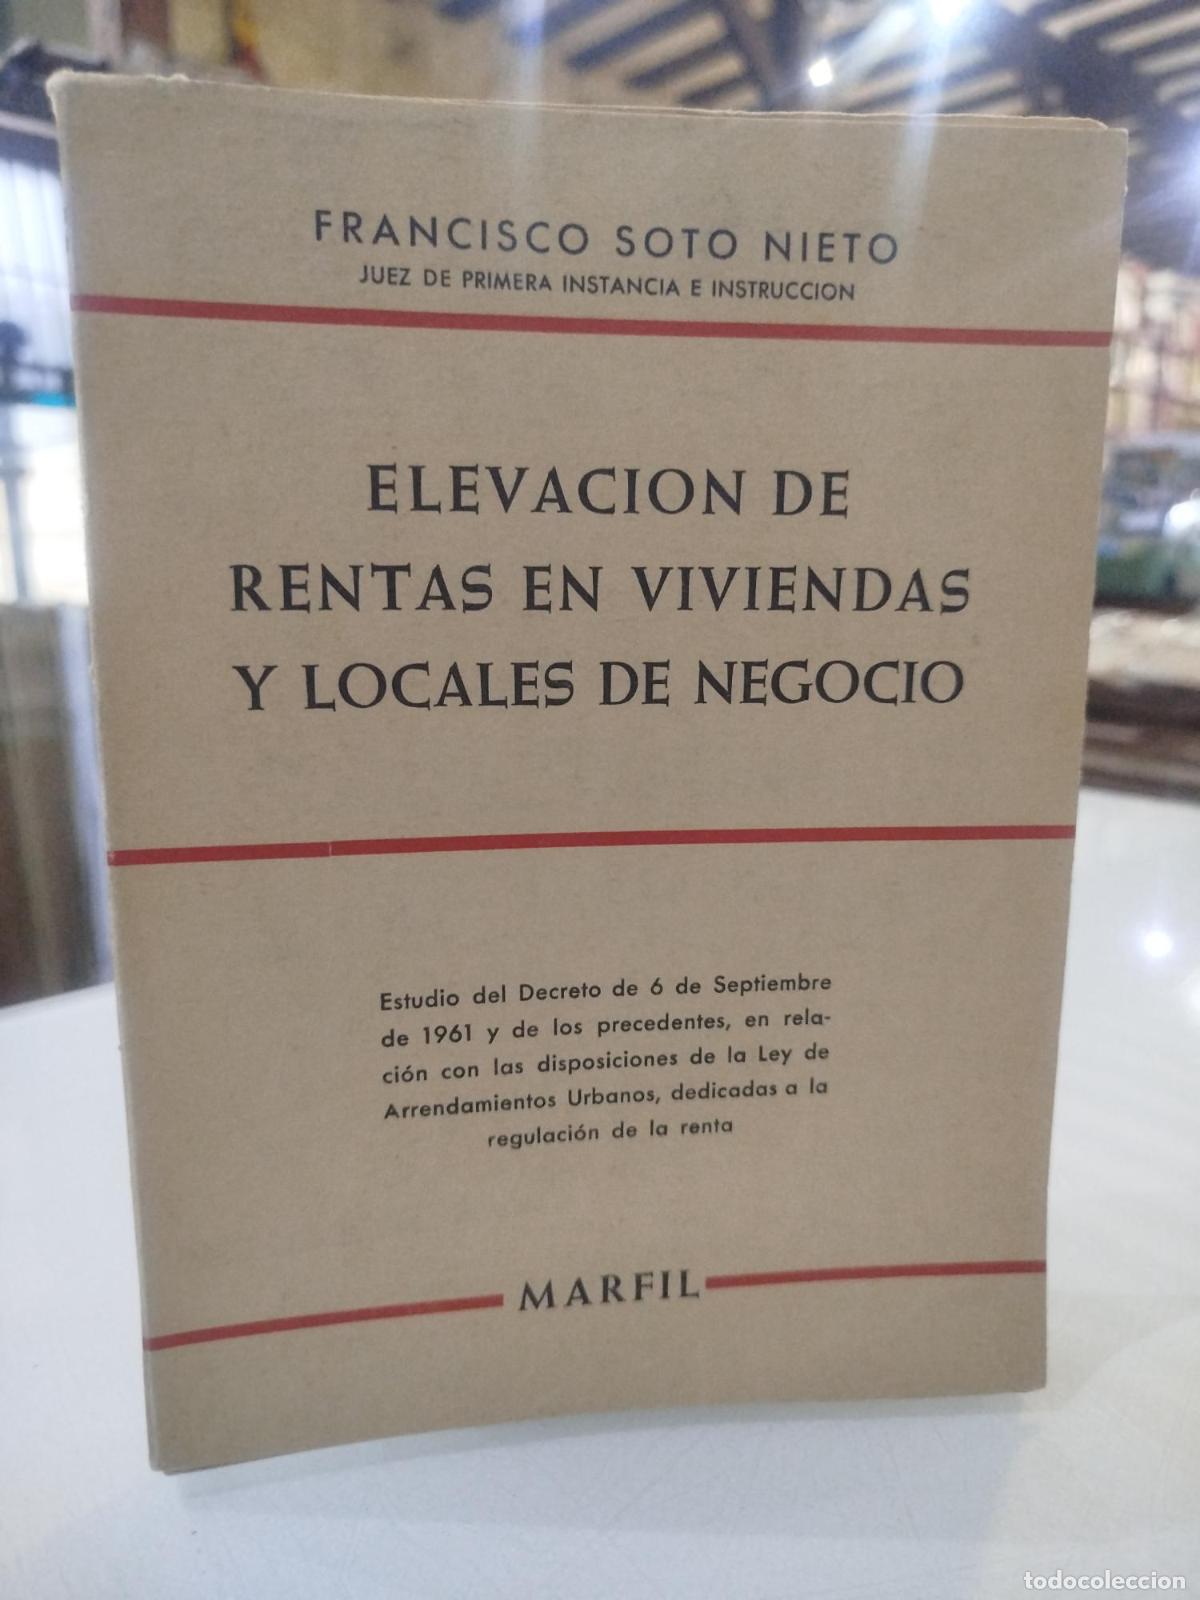 FRANCISCO SOTO NIETO
JUEZ DE PRIMERA INSTANCIA E INSTRUCCION
ELEVACION DE
RENTAS EN VIVIENDAS
Y LOCALES DE NEGOCIO
Estudio del Decreto de 6 de Septiembre
de 1961 y de los precedentes, en rela-
ción con las disposiciones de la Ley de
Arrendamientos Urbanos, dedicadas a la
regulación de la renta
MARFIL
todocoleccion